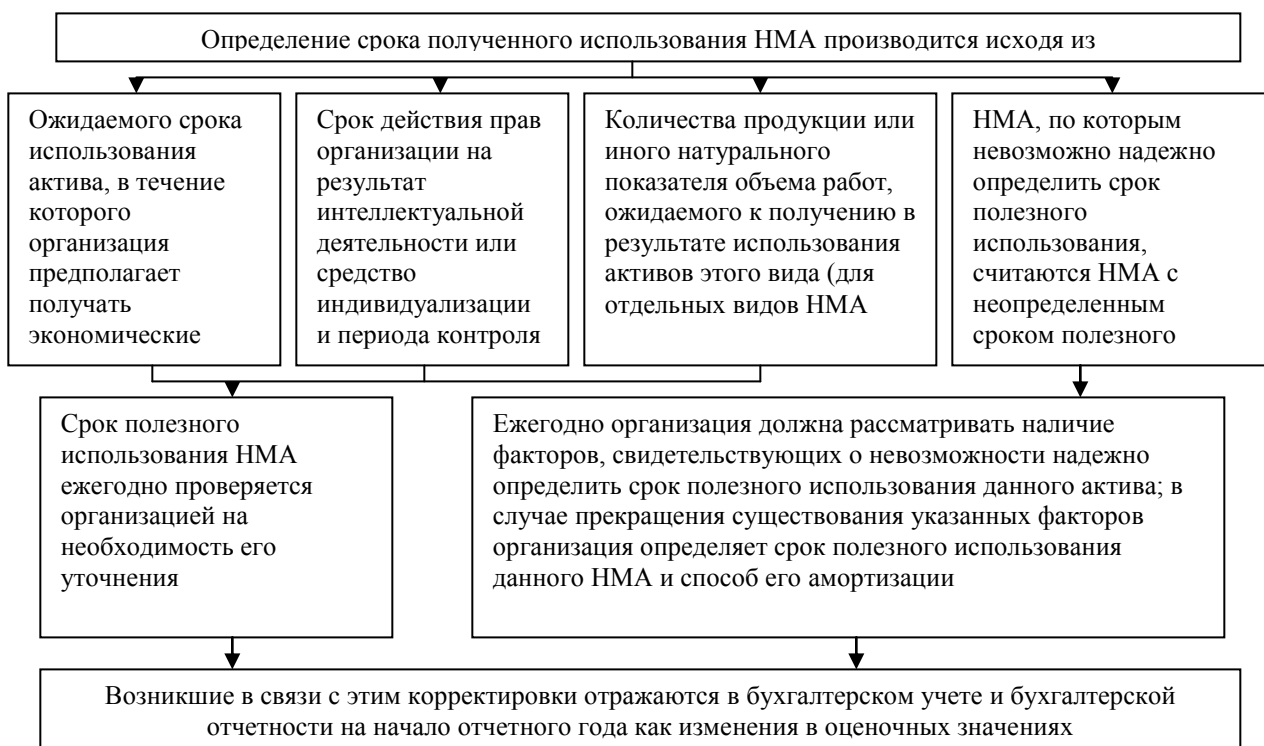 Определение срока полученного использования НМА производится исходя из
Ожидаемого срока
использования
актива, в течение
которого
организация
предполагает
получать
экономические
Срок действия прав
организации на
результат
интеллектуальной
деятельности или
средство
индивидуализации
и периода контроля
Количества продукции или
иного натурального
показателя объема работ,
ожидаемого к получению в
результате использования
активов этого вида (для
отдельных видов НМА
НМА, по которым
невозможно надежно
определить срок
полезного
использования,
считаются НМА с
неопределенным
сроком полезного
Срок полезного
использования НМА
ежегодно проверяется
организацией на
необходимость его
уточнения
Ежегодно организация должна рассматривать наличие
факторов, свидетельствующих о невозможности надежно
определить срок полезного использования данного актива; в
случае прекращения существования указанных факторов
организация определяет срок полезного использования
данного НМА и способ его амортизации
Возникшие в связи с этим корректировки отражаются в бухгалтерском учете и бухгалтерской
отчетности на начало отчетного года как изменения в оценочных значениях